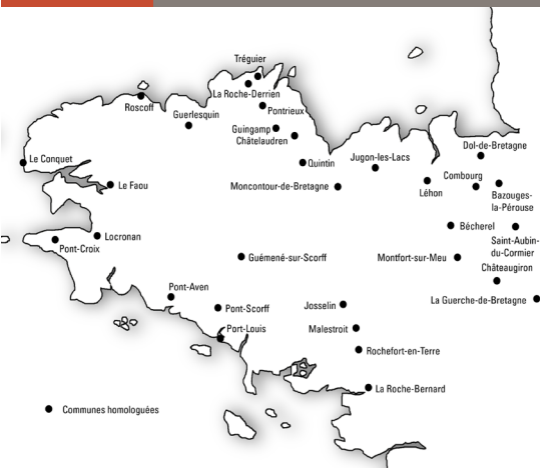 Tréguier
La Roche-Derrien
Roscoff
Pontrieux
Guerlesquin
Guingamp
Châtelaudren
Dol-de-Bretagne
Le Conquet
Quintin
Jugon-les-Lacs
Combourg
Le Faou
Moncontour-de-Bretagne
Léhon
Bazouges-
la-Pérouse
Bécherel
Locronan
Pont-Croix
Saint-Aubin-
du-Cormier
Guémené-sur-Scorff
Montfort-sur-Meu
Châteaugiron
Pont-Aven
La Guerche-de-Bretagne
Pont-Scorff
Josselin
Port-Louis
Malestroit
Rochefort-en-Terre
La Roche-Bernard
Communes homologuées